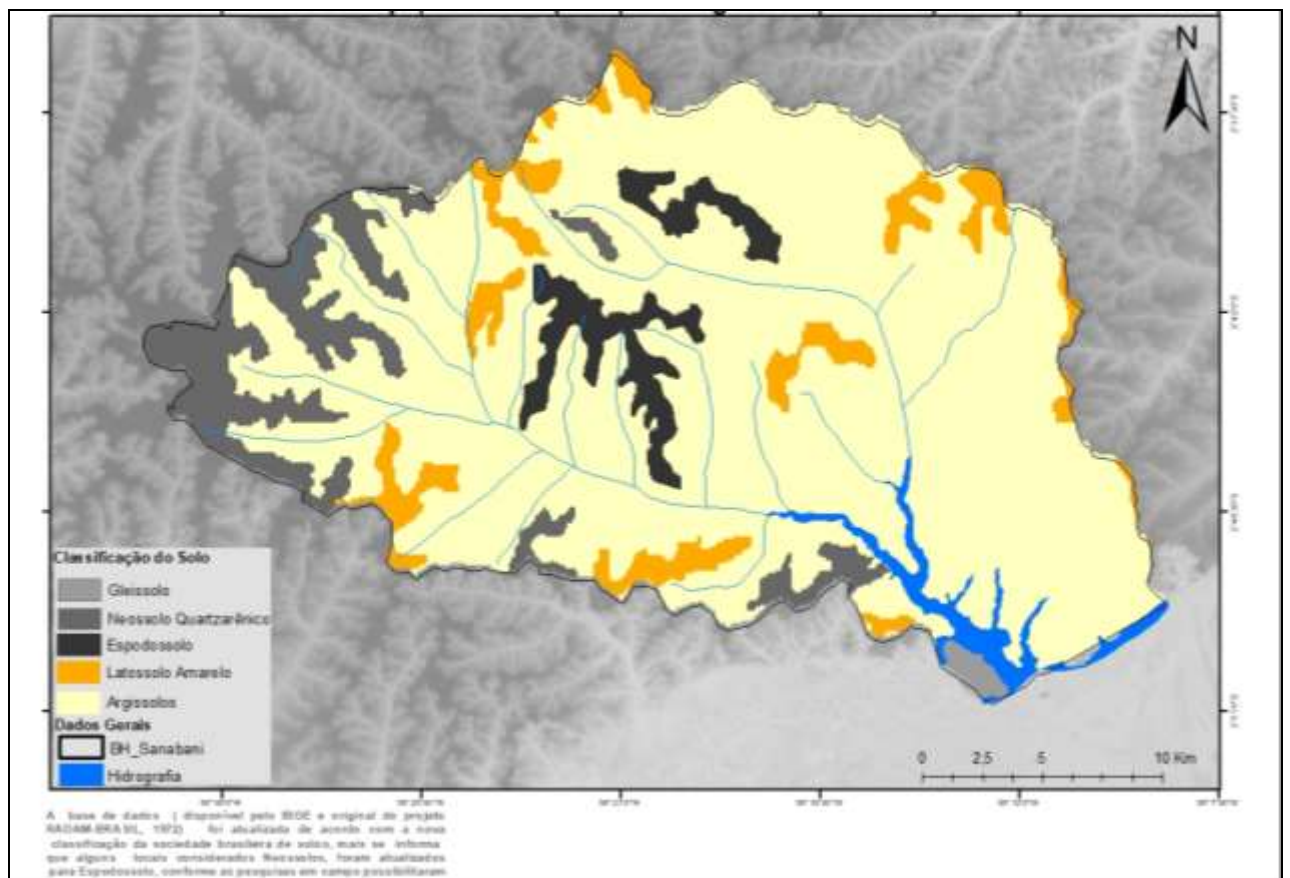 N
0 2.5 5 10 Km
Classificação do Solo
Gleissolo
Neossolo Quartzarênico
Espodossolo
Latossolo Amarelo
Argissolos
Dados Gerais
BH_Sanabani
Hidrografia
A base de dados ( disponível pelo IBGE e original do projeto
RADAM-BRASIL, 1972) foi atualizada de acordo com a nova
classificação da sociedade brasileira de solos, mais se informa
que alguns locais considerados Neossolos, foram atualizados
para Espodossolo, conforme as pesquisas em campo possibilitaram